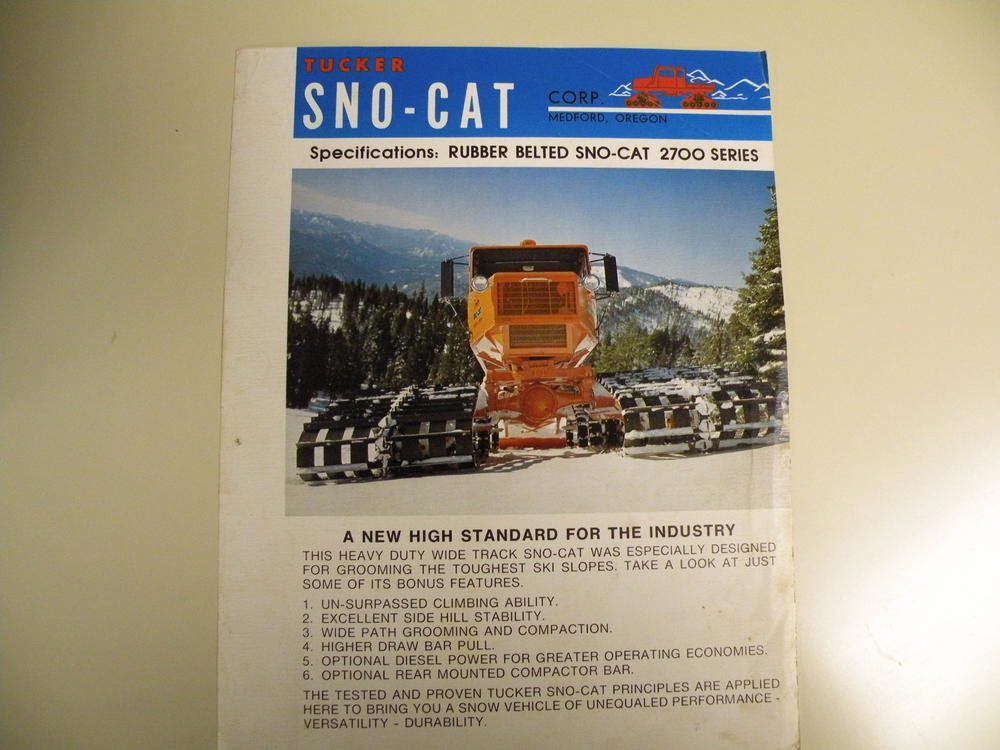 TUCKER
SNO-CAT
CORP.
MEDFORD, OREGON
Specifications: RUBBER BELTED SNO-CAT 2700 SERIES
A NEW HIGH STANDARD FOR THE INDUSTRY
THIS HEAVY DUTY WIDE TRACK SNO-CAT WAS ESPECIALLY DESIGNED
FOR GROOMING THE TOUGHEST SKI SLOPES. TAKE A LOOK AT JUST
SOME OF ITS BONUS FEATURES.
1. UN-SURPASSED CLIMBING ABILITY.
2. EXCELLENT SIDE HILL STABILITY.
3. WIDE PATH GROOMING AND COMPACTION.
4. HIGHER DRAW BAR PULL.
5. OPTIONAL DIESEL POWER FOR GREATER OPERATING ECONOMIES.
6. OPTIONAL REAR MOUNTED COMPACTOR BAR.
THE TESTED AND PROVEN TUCKER SNO-CAT PRINCIPLES ARE APPLIED
HERE TO BRING YOU A SNOW VEHICLE OF UNEQUALED PERFORMANCE -
VERSATILITY - DURABILITY.